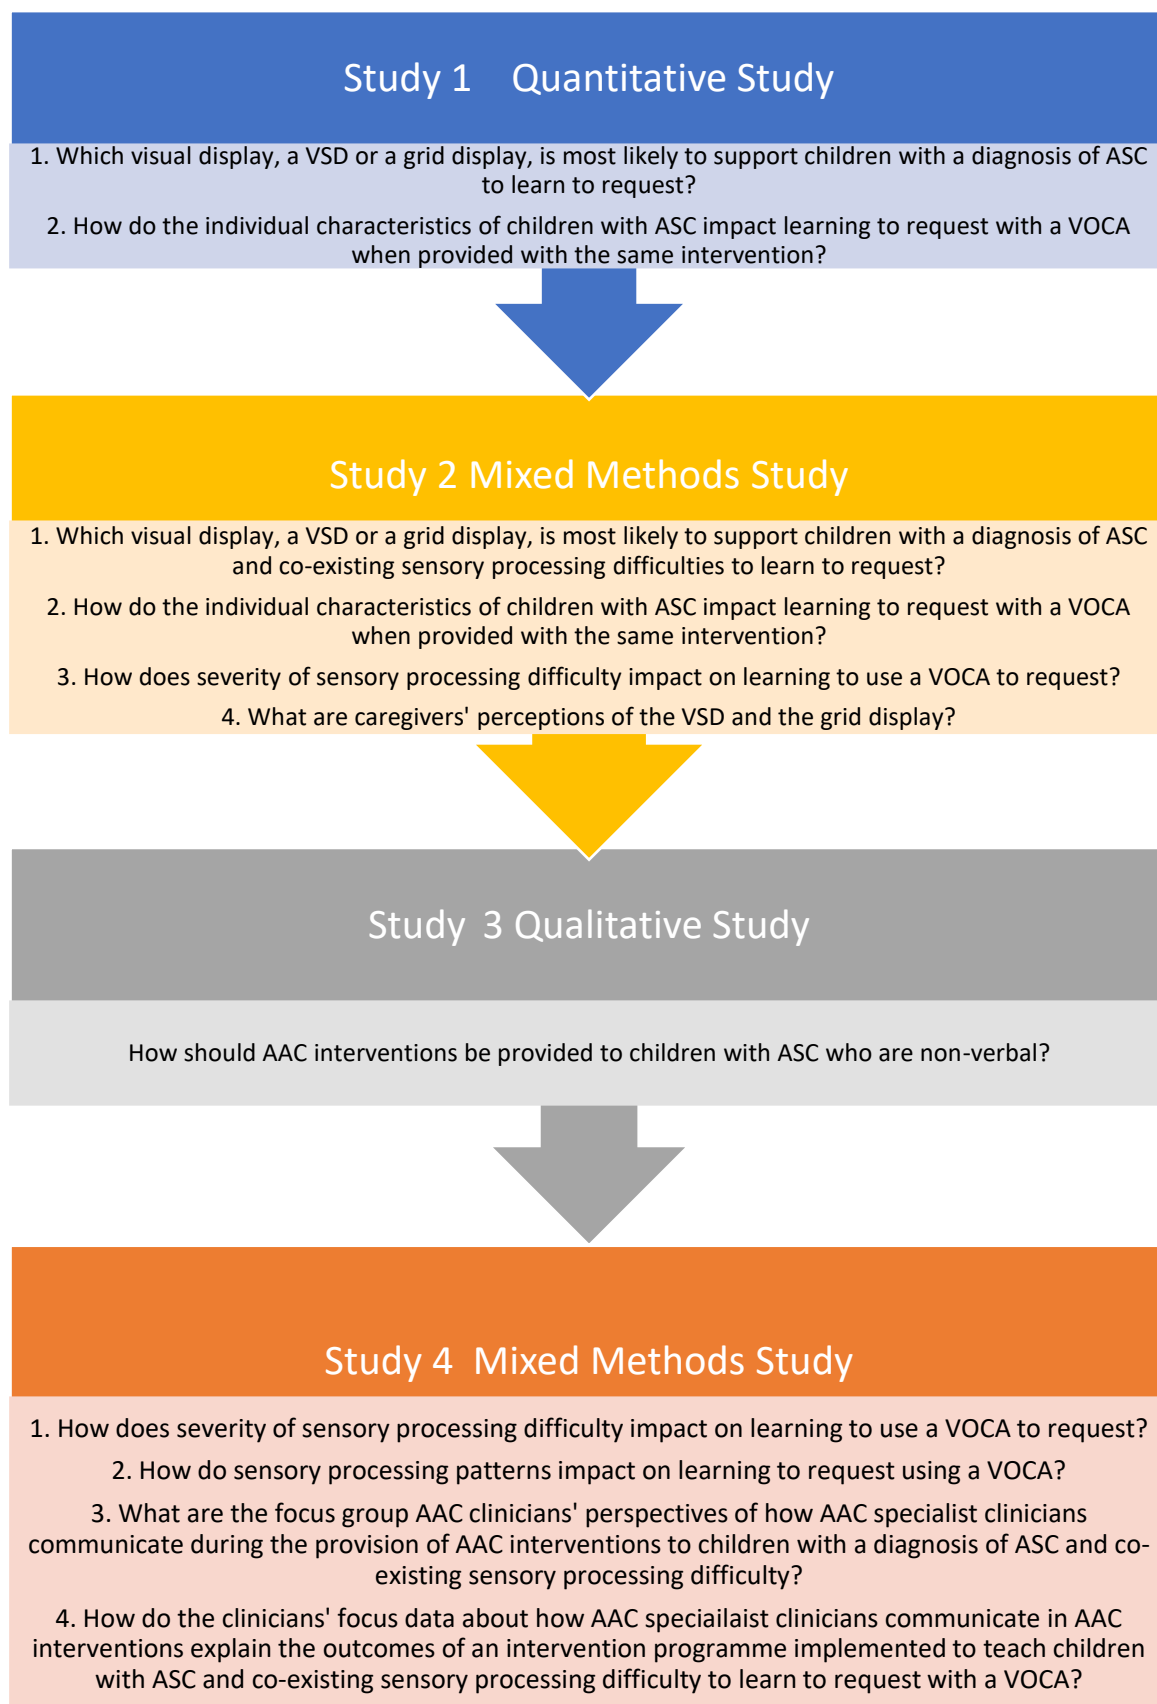 Study 1 Quantitative Study
1. Which visual display, a VSD or a grid display, is most likely to support children with a diagnosis of ASC
to learn to request?
2. How do the individual characteristics of children with ASC impact learning to request with a VOCA
when provided with the same intervention?
Study 2 Mixed Methods Study
1. Which visual display, a VSD or a grid display, is most likely to support children with a diagnosis of ASC
and co-existing sensory processing difficulties to learn to request?
2. How do the individual characteristics of children with ASC impact learning to request with a VOCA
when provided with the same intervention?
3. How does severity of sensory processing difficulty impact on learning to use a VOCA to request?
4. What are caregivers' perceptions of the VSD and the grid display?
Study 3 Qualitative Study
How should AAC interventions be provided to children with ASC who are non-verbal?
Study 4 Mixed Methods Study
1. How does severity of sensory processing difficulty impact on learning to use a VOCA to request?
2. How do sensory processing patterns impact on learning to request using a VOCA?
3. What are the focus group AAC clinicians' perspectives of how AAC specialist clinicians
communicate during the provision of AAC interventions to children with a diagnosis of ASC and co-
existing sensory processing difficulty?
4. How do the clinicians' focus data about how AAC speciailaist clinicians communicate in AAC
interventions explain the outcomes of an intervention programme implemented to teach children
with ASC and co-existing sensory processing difficulty to learn to request with a VOCA?